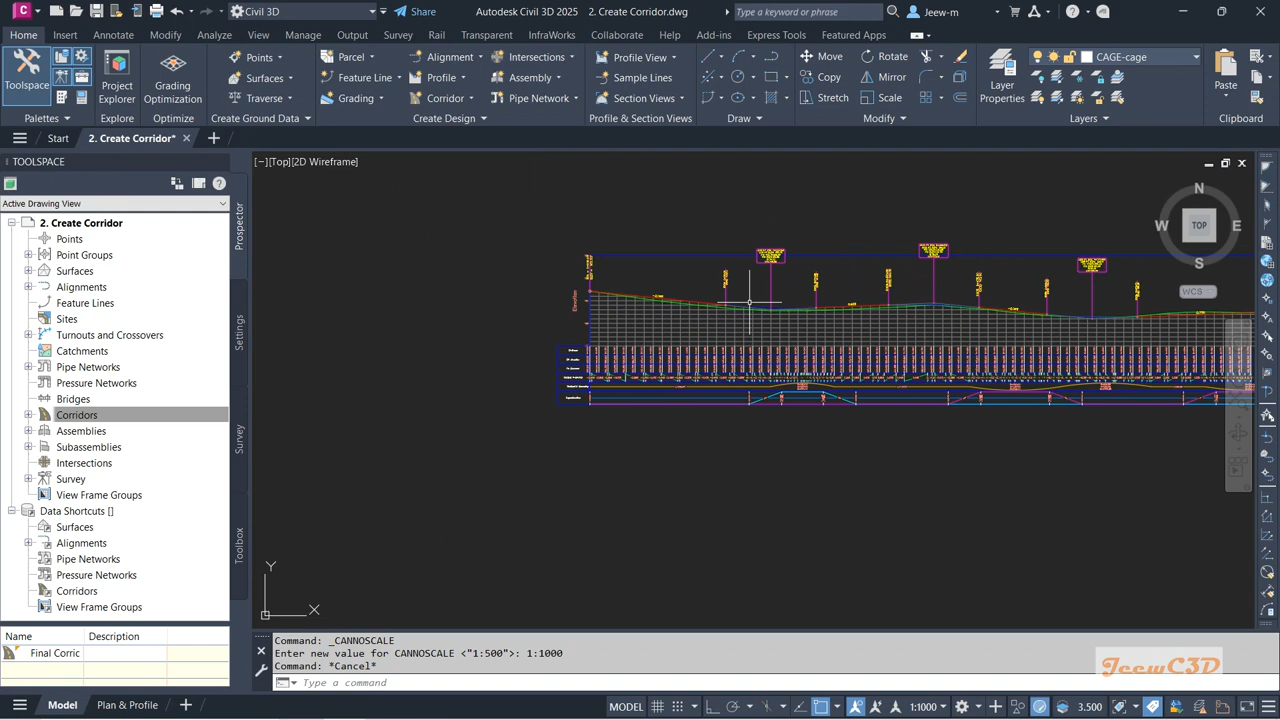 Civil 3D
Share
Autodesk Civil 3D 2025 2. Create Corridor.dwg
Type a keyword or phrase
Jeew-m
Home Insert Annotate Modify Analyze View Manage Output Survey Rail Transparent InfraWorks Collaborate Help Add-ins Express Tools Featured Apps
Points Parcel Alignment Intersections Profile View Move Rotate CAGE-cage
Toolspace Project Explorer Grading Optimization Surfaces Feature Line Profile Assembly Sample Lines Copy Mirror Layer Properties Paste
Traverse Grading Corridor Pipe Network Section Views Stretch Scale
Palettes Explore Optimize Create Ground Data Create Design Profile & Section Views Draw Modify Layers Clipboard
Start 2. Create Corridor*
TOOLSPACE
[−][Top][2D Wireframe]
Active Drawing View
2. Create Corridor
Points
Point Groups
Surfaces
Alignments
Feature Lines
Sites
Turnouts and Crossovers
Catchments
Pipe Networks
Pressure Networks
Bridges
Corridors
Assemblies
Subassemblies
Intersections
Survey
View Frame Groups
Data Shortcuts []
Surfaces
Alignments
Pipe Networks
Pressure Networks
Corridors
View Frame Groups
Name Description
Final Corric
Prospector
Settings
Survey
Toolbox
N
W TOP E
S
WCS
Y
X
Command: _CANNOSCALE
Enter new value for CANNOSCALE <"1:500">: 1:1000
Command: *Cancel*
Type a command
JeewC3D
Model Plan & Profile
MODEL 1:1000 3.500